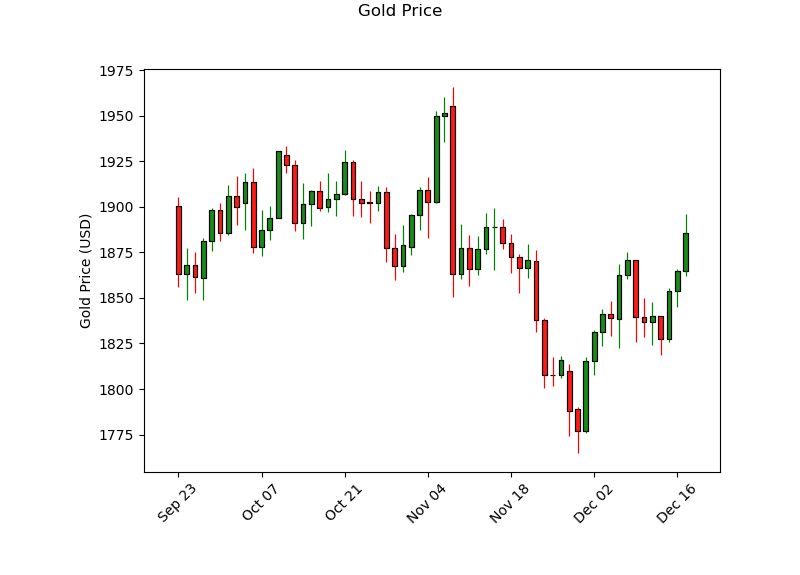 Gold Price
1975
1950
1925
1900
1875
1850
1825
1800
1775
Gold Price (USD)
Sep 23
Oct 07
Oct 21
Nov 04
Nov 18
Dec 02
Dec 16